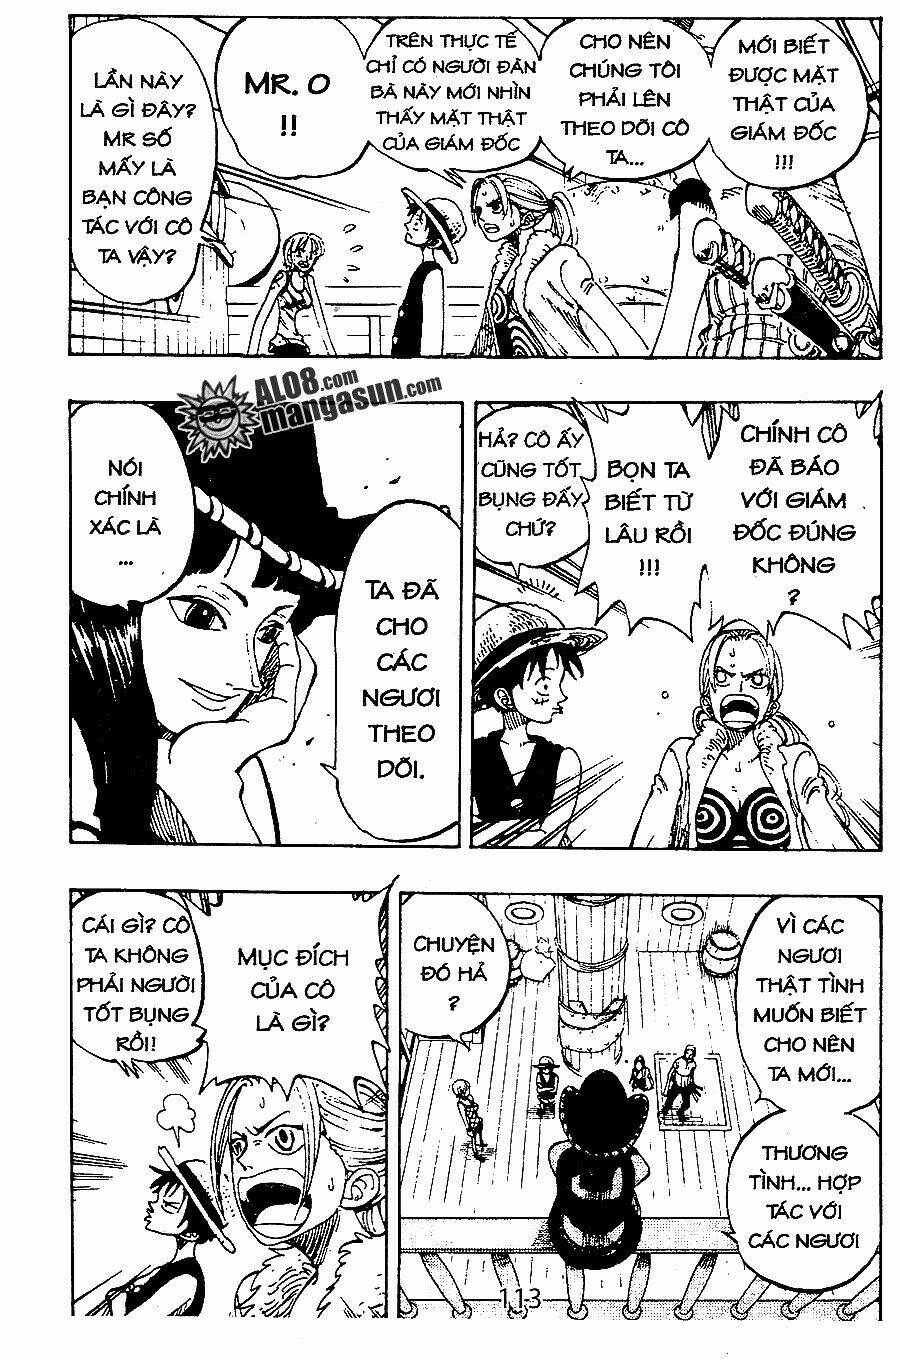 MỚI BIẾT
ĐƯỢC MẶT
THẬT CỦA
GIÁM ĐỐC
!!!
CHO NÊN
CHÚNG TÔI
PHẢI LÊN
THEO DÕI CÔ
TA...
TRÊN THỰC TẾ
CHỈ CÓ NGƯỜI ĐÀN
BÀ NÀY MỚI NHÌN
THẤY MẶT THẬT
CỦA GIÁM ĐỐC
MR. O
!!
LẦN NÀY
LÀ GÌ ĐÂY?
MR SỐ
MẤY LÀ
BẠN CÔNG
TÁC VỚI CÔ
TA VẬY?
AL08.com
mangasun.com
CHÍNH CÔ
ĐÃ BÁO
VỚI GIÁM
ĐỐC ĐÚNG
KHÔNG
?
BỌN TA
BIẾT TỪ
LÂU RỒI
!!!
HẢ? CÔ ẤY
CŨNG TỐT
BỤNG ĐẤY
CHỨ?
TA ĐÃ
CHO
CÁC
NGƯƠI
THEO
DÕI.
NÓI
CHÍNH
XÁC LÀ
...
VÌ CÁC
NGƯƠI
THẬT TÌNH
MUỐN BIẾT
CHO NÊN
TA MỚI...
THƯƠNG
TÌNH... HỢP
TÁC VỚI
CÁC NGƯƠI
CHUYỆN
ĐÓ HẢ
?
MỤC ĐÍCH
CỦA CÔ
LÀ GÌ?
CÁI GÌ? CÔ
TA KHÔNG
PHẢI NGƯỜI
TỐT BỤNG
RỒI!
113